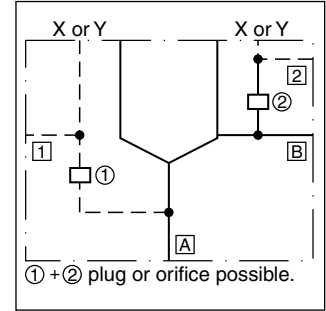 X or Y X or Y
2
②
B
1
①
A
① + ② plug or orifice possible.